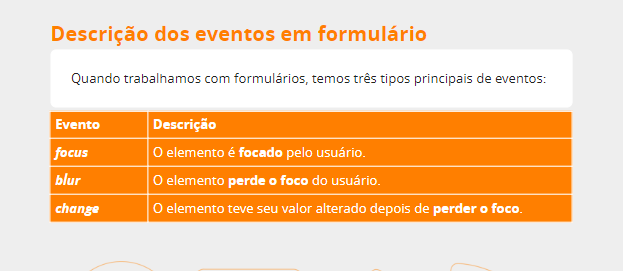 Descrição dos eventos em formulário
Quando trabalhamos com formulários, temos três tipos principais de eventos:
Evento Descrição
focus O elemento é focado pelo usuário.
blur O elemento perde o foco do usuário.
change O elemento teve seu valor alterado depois de perder o foco.